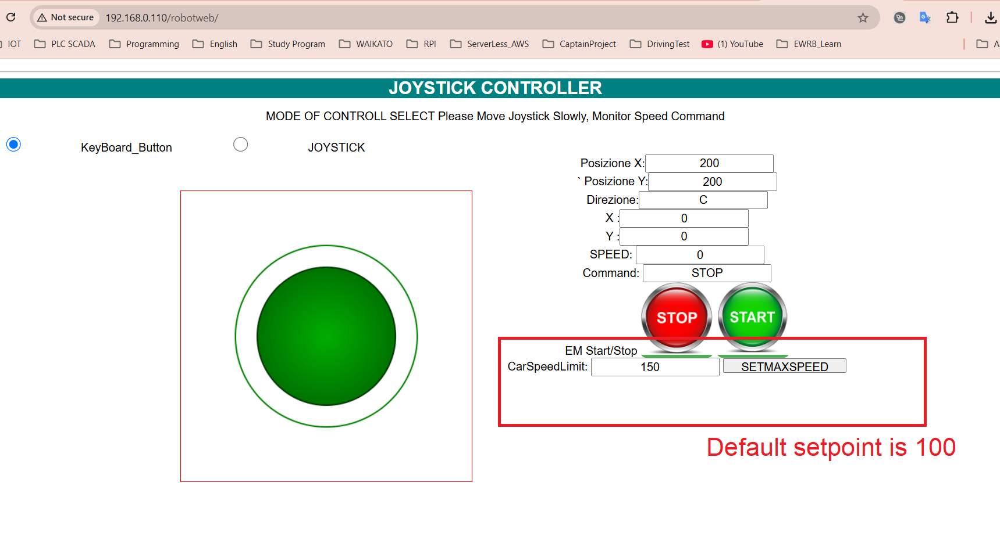 Not secure 192.168.0.110/robotweb/
IOT PLC SCADA Programming English Study Program WAIKATO RPI ServerLess_AWS CaptainProject DrivingTest (1) YouTube EWRB_Learn A
JOYSTICK CONTROLLER
MODE OF CONTROLL SELECT Please Move Joystick Slowly, Monitor Speed Command
KeyBoard_Button JOYSTICK
Posizione X: 200
` Posizione Y: 200
Direzione: C
X : 0
Y : 0
SPEED: 0
Command: STOP
STOP START
EM Start/Stop
CarSpeedLimit: 150 SETMAXSPEED
Default setpoint is 100